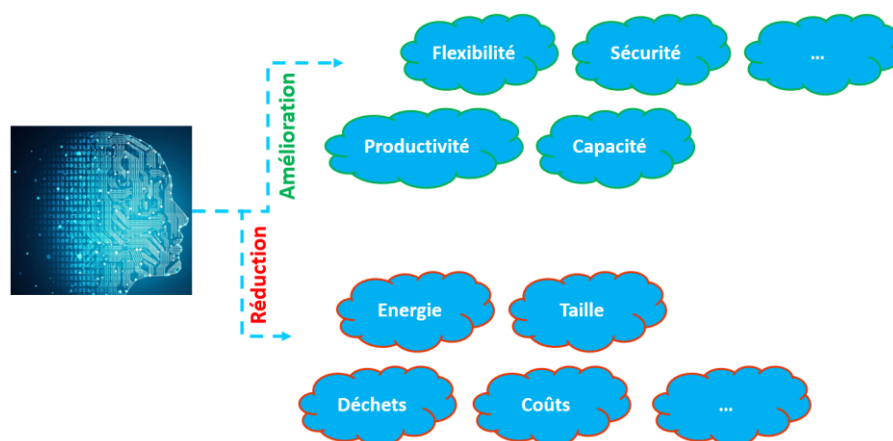 Flexibilité
Sécurité
...
Productivité
Capacité
Amélioration
Réduction
Energie
Taille
Déchets
Coûts
...